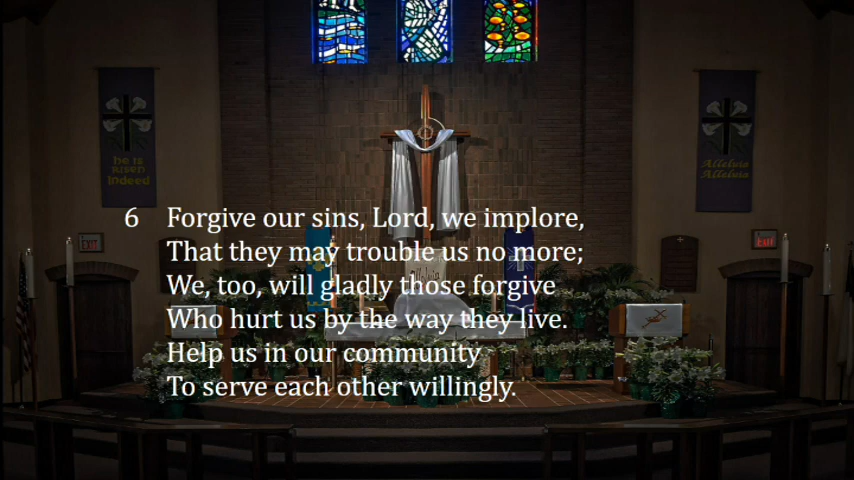 he is
risen
indeed
Alleluia
Alleluia
EXIT
EXIT
6 Forgive our sins, Lord, we implore,
That they may trouble us no more;
We, too, will gladly those forgive
Who hurt us by the way they live.
Help us in our community
To serve each other willingly.
Alleluia